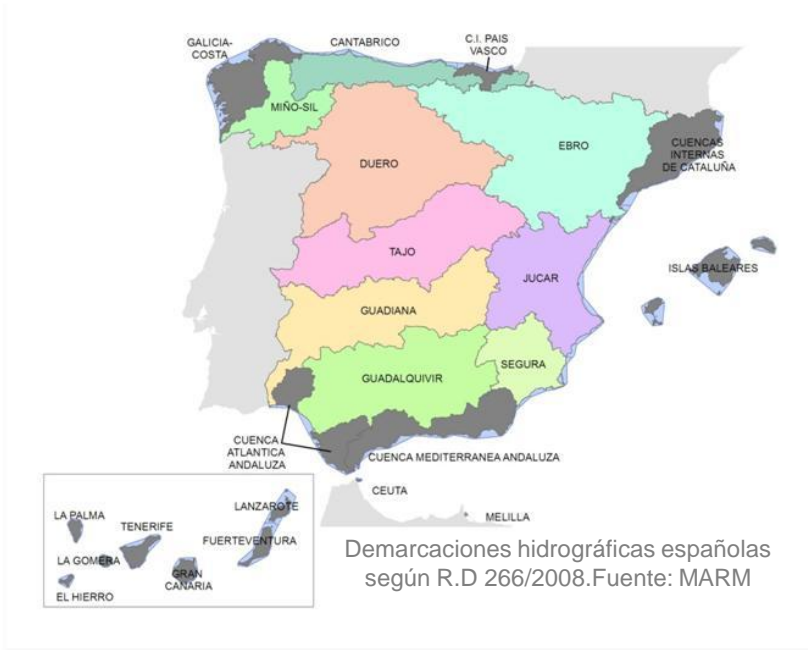 GALICIA-
COSTA
CANTABRICO
C.I. PAIS
VASCO
MIÑO-SIL
DUERO
EBRO
CUENCAS
INTERNAS
DE CATALUÑA
TAJO
JUCAR
ISLAS BALEARES
GUADIANA
SEGURA
GUADALQUIVIR
CUENCA
ATLANTICA
ANDALUZA
CUENCA MEDITERRANEA ANDALUZA
CEUTA
MELILLA
LA PALMA
TENERIFE
LANZAROTE
FUERTEVENTURA
LA GOMERA
GRAN
CANARIA
EL HIERRO
Demarcaciones hidrográficas españolas
según R.D 266/2008.Fuente: MARM